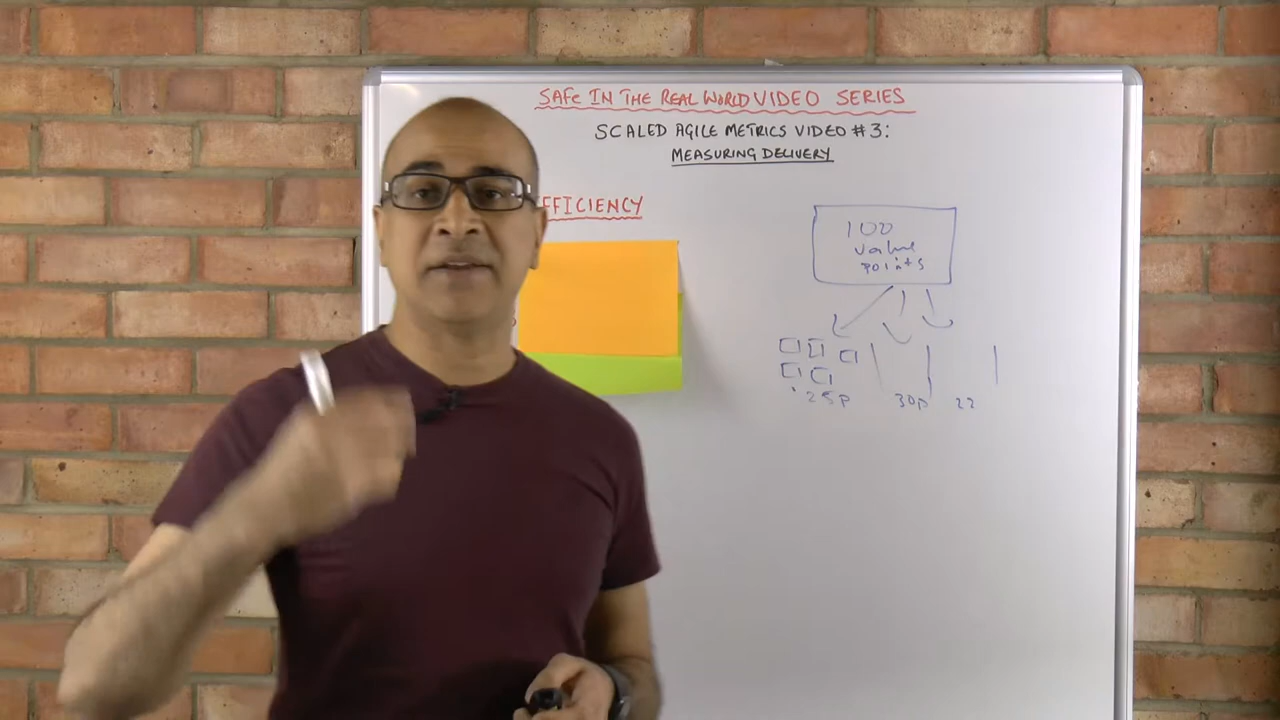 SAFe IN THE REAL WORLD VIDEO SERIES
SCALED AGILE METRICS VIDEO #3:
MEASURING DELIVERY
FFICIENCY
100
value
points
25p 30p 22